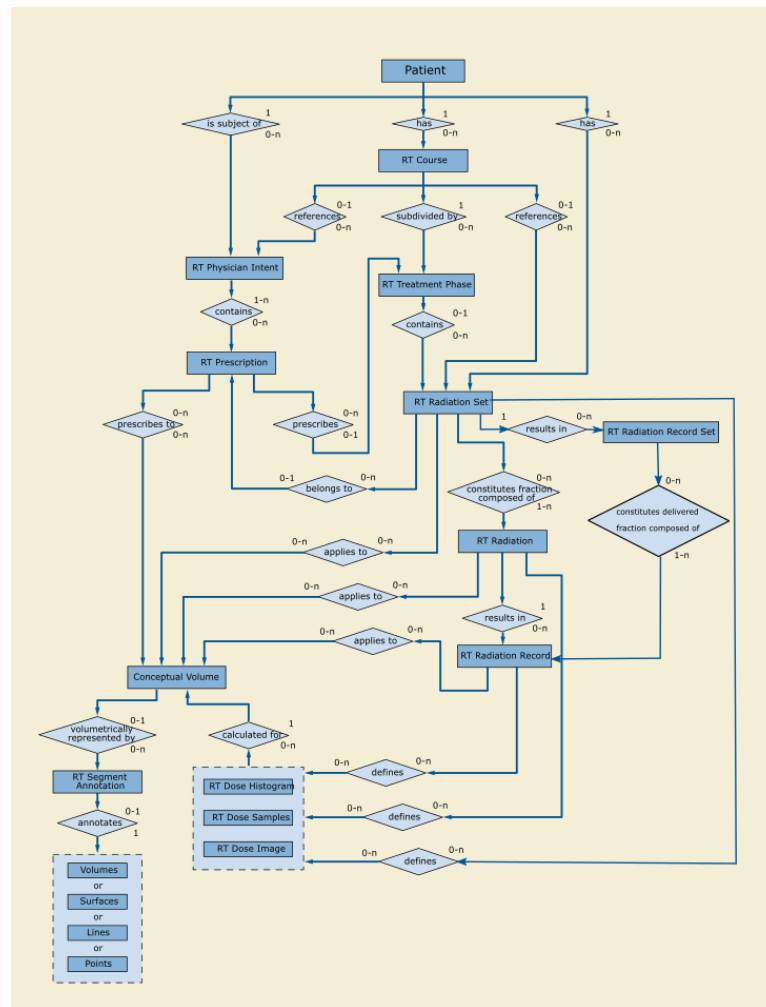 Patient
1
is subject of
0-n
1
has
0-n
1
has
0-n
RT Course
0-1
references
0-n
1
subdivided by
0-n
0-1
references
0-n
RT Physician Intent
RT Treatment Phase
1-n
contains
0-n
0-1
contains
0-n
RT Prescription
RT Radiation Set
0-n
prescribes to
0-n
0-n
prescribes
0-1
1
results in
0-n
RT Radiation Record Set
0-1
belongs to
0-n
0-n
constitutes fraction
composed of
1-n
0-n
constitutes delivered
fraction composed of
1-n
RT Radiation
0-n
applies to
0-n
0-n
applies to
0-n
1
results in
0-n
0-n
applies to
0-n
RT Radiation Record
Conceptual Volume
0-1
volumetrically
represented by
0-n
1
calculated for
0-n
RT Segment
Annotation
0-n
defines
0-n
RT Dose Histogram
0-1
annotates
1
0-n
defines
0-n
RT Dose Samples
RT Dose Image
0-n
defines
0-n
Volumes
or
Surfaces
or
Lines
or
Points